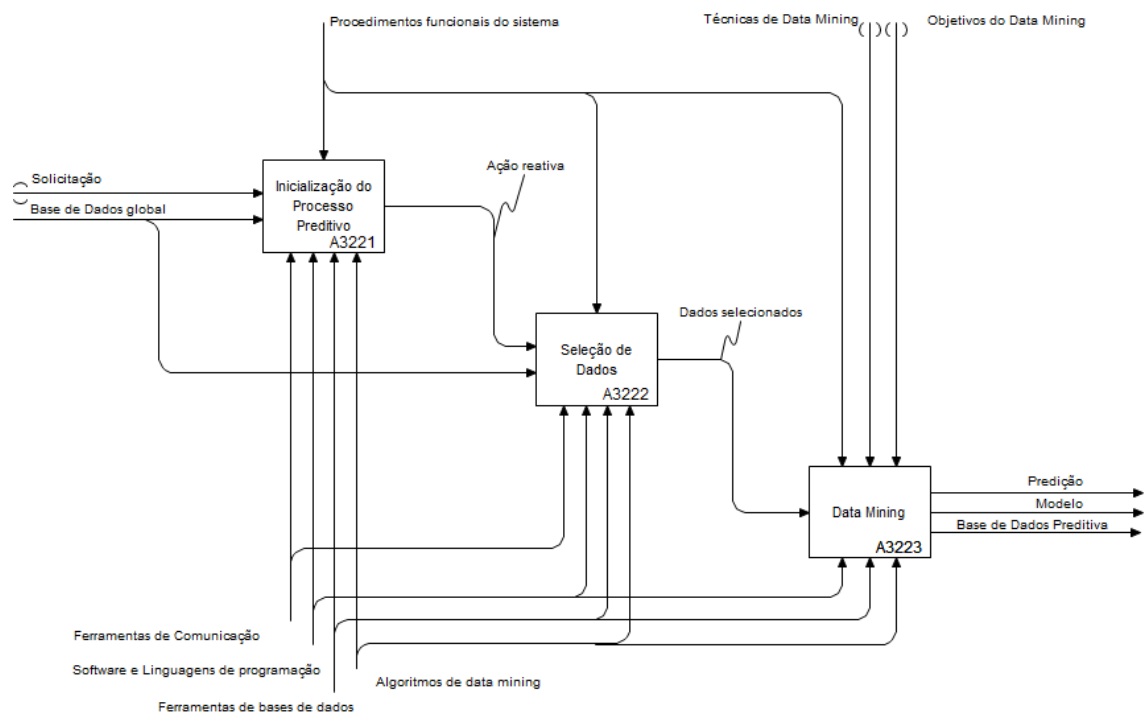 Procedimentos funcionais do sistema
Técnicas de Data Mining
Objetivos do Data Mining
Solicitação
Base de Dados global
Inicialização do
Processo
Preditivo
A3221
Ação reativa
Seleção de
Dados
A3222
Dados selecionados
Data Mining
A3223
Predição
Modelo
Base de Dados Preditiva
Ferramentas de Comunicação
Software e Linguagens de programação
Algoritmos de data mining
Ferramentas de bases de dados